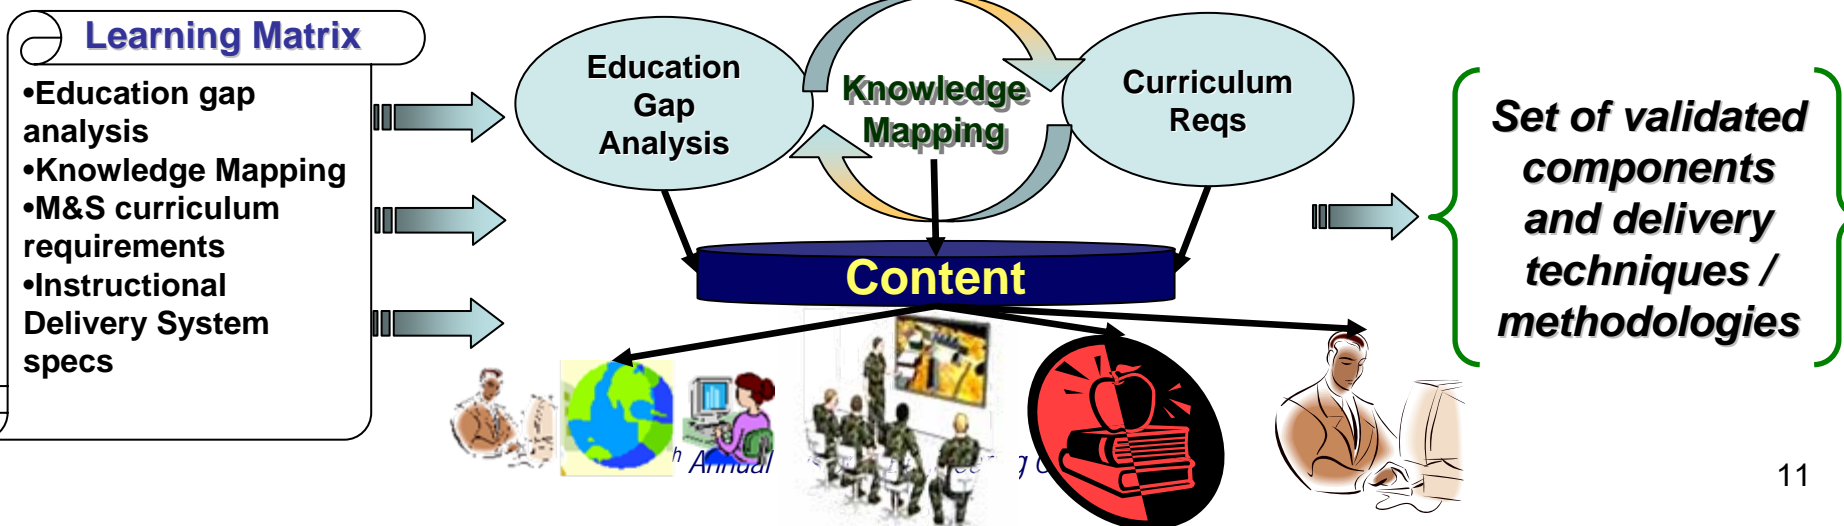 Learning Matrix
•Education gap
analysis
•Knowledge Mapping
•M&S curriculum
requirements
•Instructional
Delivery System
specs
Education
Gap
Analysis
Knowledge
Mapping
Curriculum
Reqs
Content
Set of validated
components
and delivery
techniques /
methodologies
Annual
11